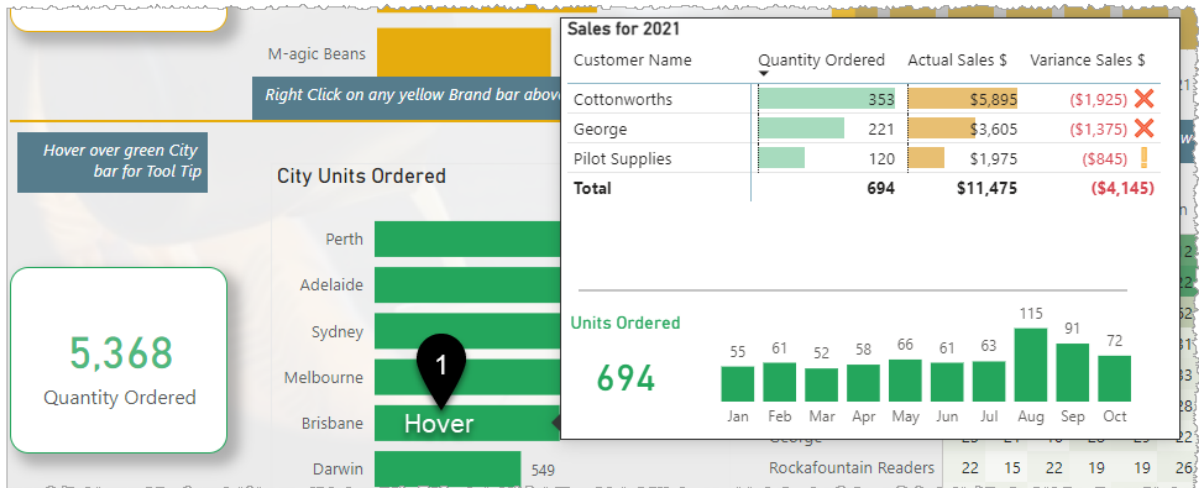 M-agic Beans
Right Click on any yellow Brand bar above
Hover over green City
bar for Tool Tip
City Units Ordered
Perth
Adelaide
Sydney
Melbourne
Brisbane
Darwin
549
1
Hover
5,368
Quantity Ordered
Sales for 2021
Customer Name Quantity Ordered Actual Sales $ Variance Sales $
Cottonworths 353 $5,895 ($1,925)
George 221 $3,605 ($1,375)
Pilot Supplies 120 $1,975 ($845)
Total 694 $11,475 ($4,145)
Units Ordered
694
55 61 52 58 66 61 63 115 91 72
Jan Feb Mar Apr May Jun Jul Aug Sep Oct
Rockafountain Readers 22 15 22 19 19 26